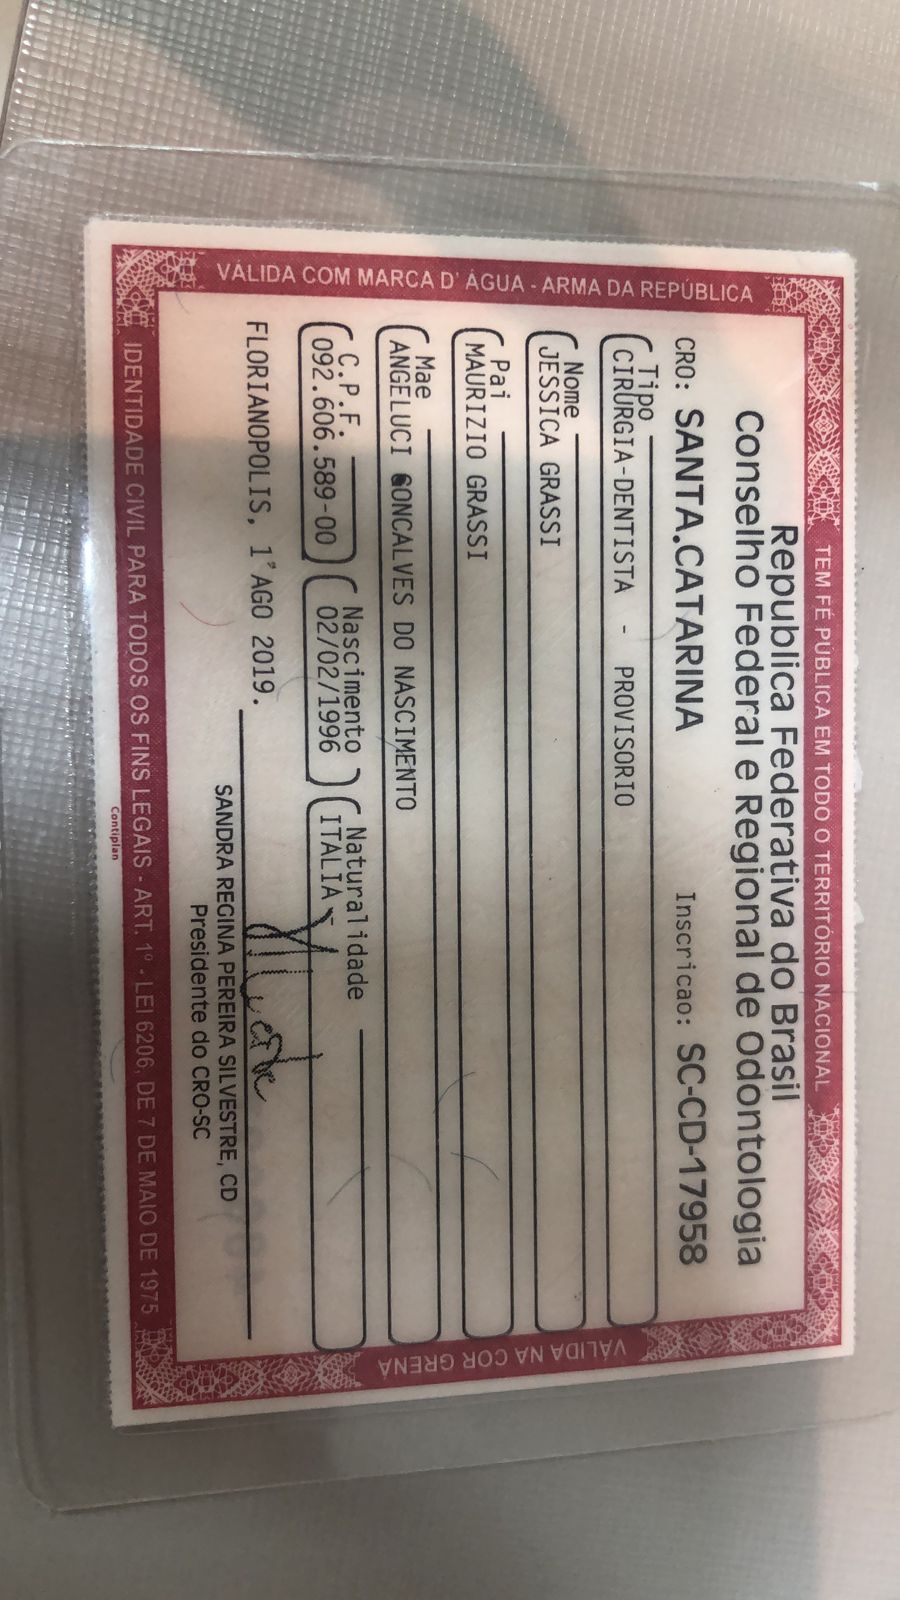 TEM FÉ PÚBLICA EM TODO O TERRITÓRIO NACIONAL
Republica Federativa do Brasil
Conselho Federal e Regional de Odontologia
CRO: SANTA.CATARINA Inscricao: SC-CD-17958
Tipo
CIRURGIA-DENTISTA - PROVISORIO
Nome
JESSICA GRASSI
Pai
MAURIZIO GRASSI
Mae
ANGELUCI GONCALVES DO NASCIMENTO
C.P.F. Nascimento Naturalidade
092.606.589-00 02/02/1996 ITALIA-
FLORIANOPOLIS, 1°AGO 2019.
SANDRA REGINA PEREIRA SILVESTRE, CD
Presidente do CRO-SC
VÁLIDA COM MARCA D' ÁGUA - ARMA DA REPÚBLICA
VÁLIDA NA COR GRENÁ
IDENTIDADE CIVIL PARA TODOS OS FINS LEGAIS - ART. 1º - LEI 6206, DE 7 DE MAIO DE 1975
Contiplan